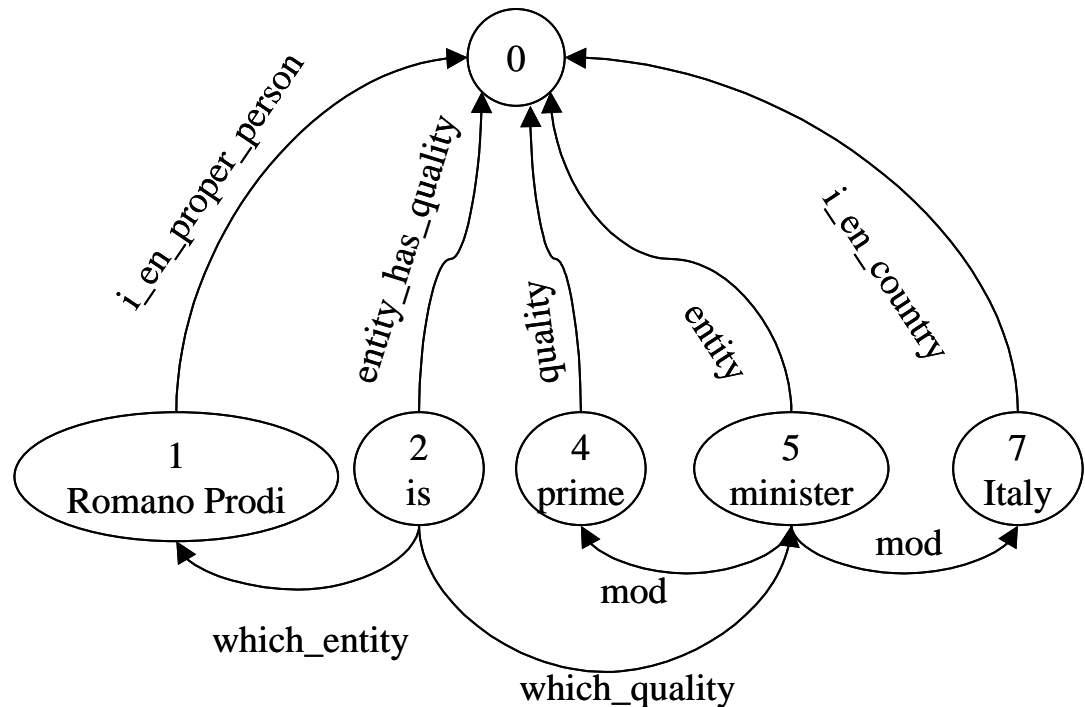 0
i_en_proper_person
entity_has_quality
quality
entity
i_en_country
1
Romano Prodi
2
is
4
prime
5
minister
7
Italy
which_entity
mod
mod
which_quality